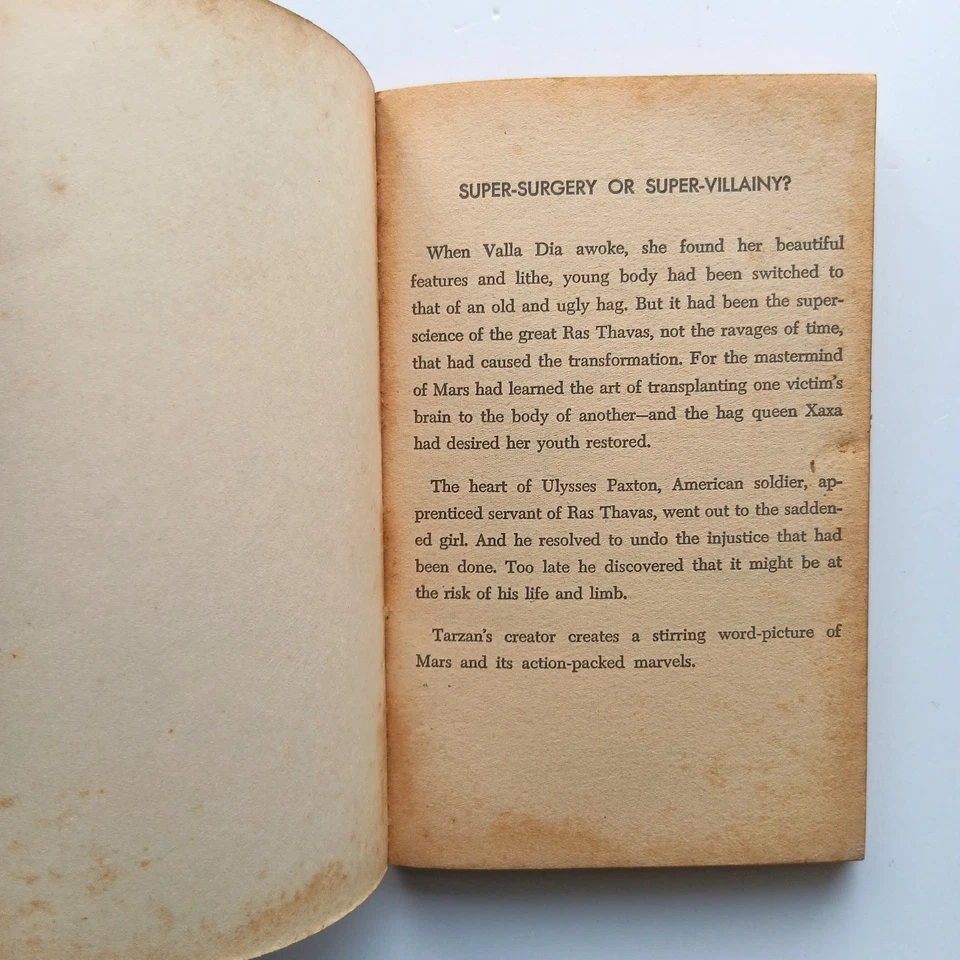 SUPER-SURGERY OR SUPER-VILLAINY?
When Valla Dia awoke, she found her beautiful
features and lithe, young body had been switched to
that of an old and ugly hag. But it had been the super-
science of the great Ras Thavas, not the ravages of time,
that had caused the transformation. For the mastermind
of Mars had learned the art of transplanting one victim's
brain to the body of another—and the hag queen Xaxa
had desired her youth restored.
The heart of Ulysses Paxton, American soldier, ap-
prenticed servant of Ras Thavas, went out to the sadden-
ed girl. And he resolved to undo the injustice that had
been done. Too late he discovered that it might be at
the risk of his life and limb.
Tarzan's creator creates a stirring word-picture of
Mars and its action-packed marvels.